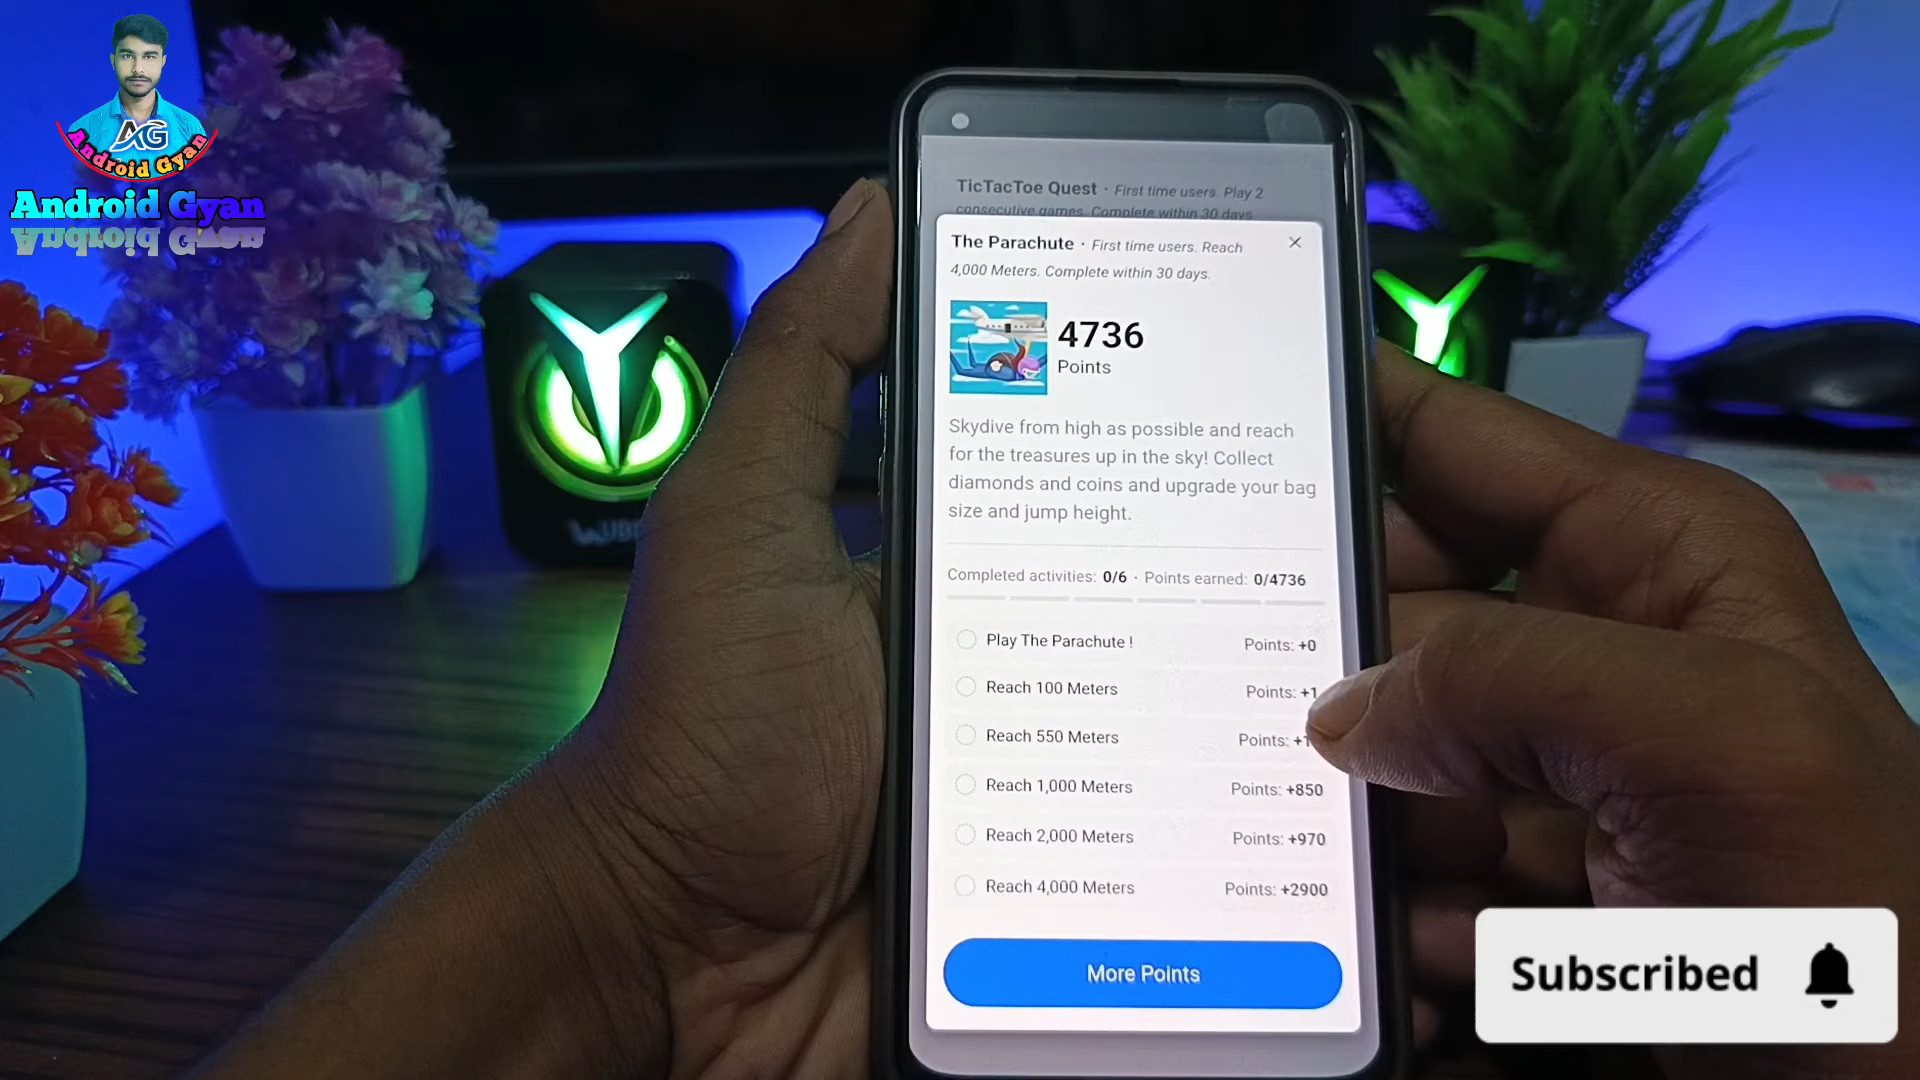 AG
Android Gyan
Android Gyan
TicTacToe Quest · First time users. Play 2
consecutive games. Complete within 30 days
The Parachute · First time users. Reach
4,000 Meters. Complete within 30 days.
4736
Points
Skydive from high as possible and reach
for the treasures up in the sky! Collect
diamonds and coins and upgrade your bag
size and jump height.
Completed activities: 0/6 · Points earned: 0/4736
Play The Parachute ! Points: +0
Reach 100 Meters Points: +1
Reach 550 Meters Points:
Reach 1,000 Meters Points: +850
Reach 2,000 Meters Points: +970
Reach 4,000 Meters Points: +2900
More Points
Subscribed